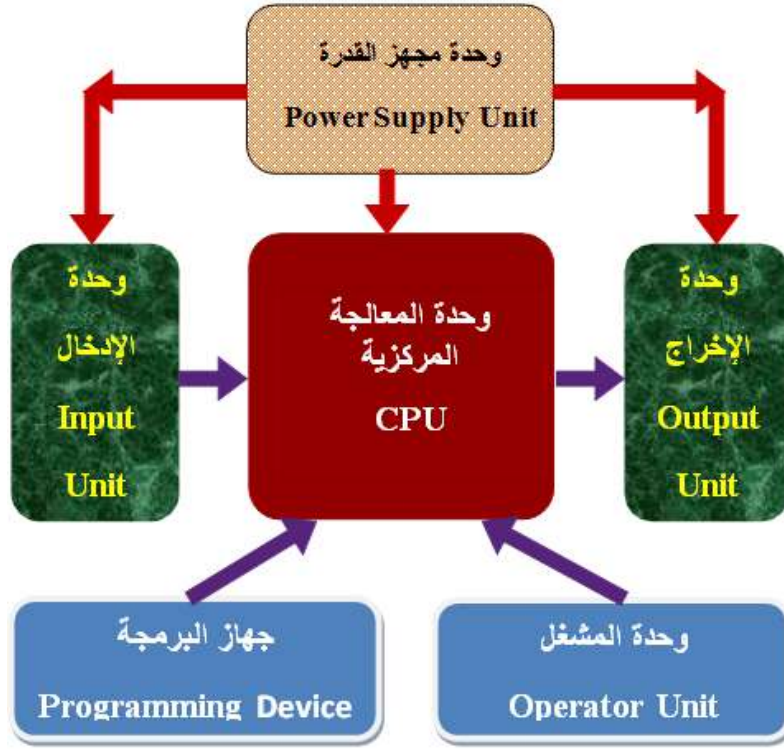 وحدة مجهز القدرة
Power Supply Unit
وحدة
الإدخال
Input
Unit
وحدة المعالجة
المركزية
CPU
وحدة
الإخراج
Output
Unit
جهاز البرمجة
Programming Device
وحدة المشغل
Operator Unit